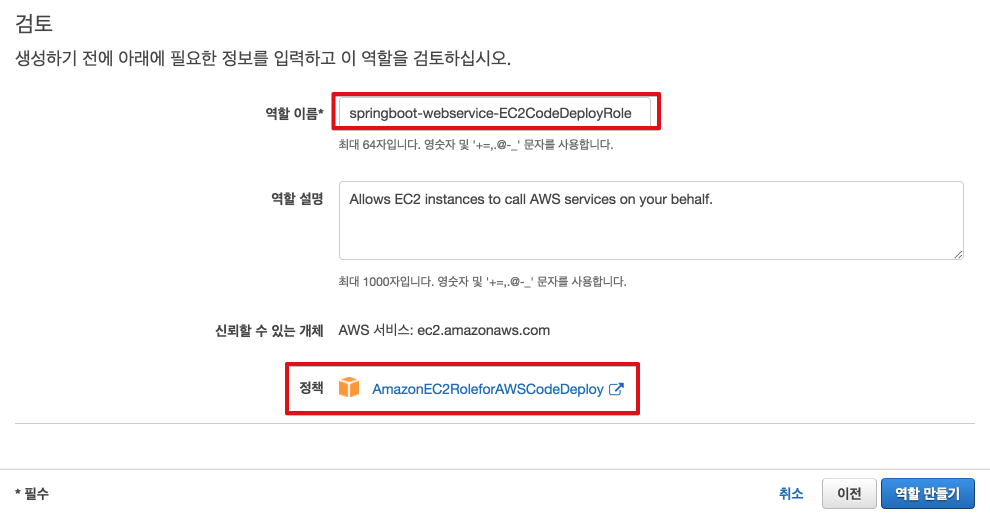 검토
생성하기 전에 아래에 필요한 정보를 입력하고 이 역할을 검토하십시오.
역할 이름* springboot-webservice-EC2CodeDeployRole
최대 64자입니다. 영숫자 및 '+=,.@-_' 문자를 사용합니다.
역할 설명 Allows EC2 instances to call AWS services on your behalf.
최대 1000자입니다. 영숫자 및 '+=,.@-_' 문자를 사용합니다.
신뢰할 수 있는 개체 AWS 서비스: ec2.amazonaws.com
정책 AmazonEC2RoleforAWSCodeDeploy
* 필수 취소 이전 역할 만들기